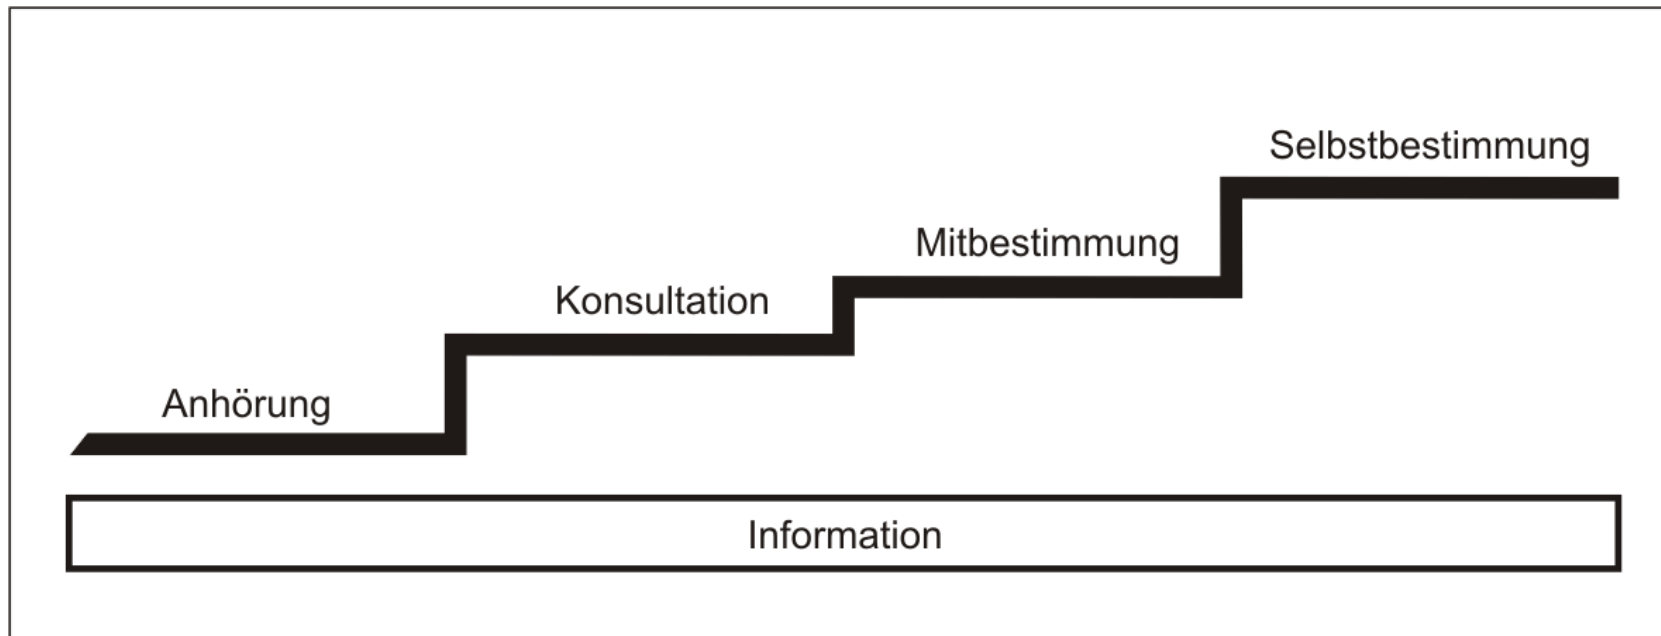 Selbstbestimmung
Mitbestimmung
Konsultation
Anhörung
Information